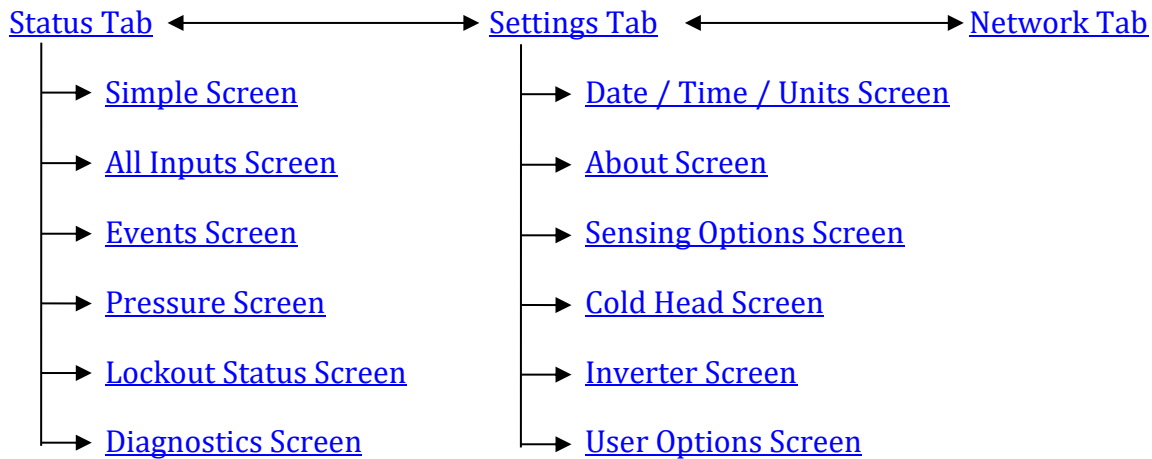 Status Tab Settings Tab Network Tab
Simple Screen Date / Time / Units Screen
All Inputs Screen About Screen
Events Screen Sensing Options Screen
Pressure Screen Cold Head Screen
Lockout Status Screen Inverter Screen
Diagnostics Screen User Options Screen